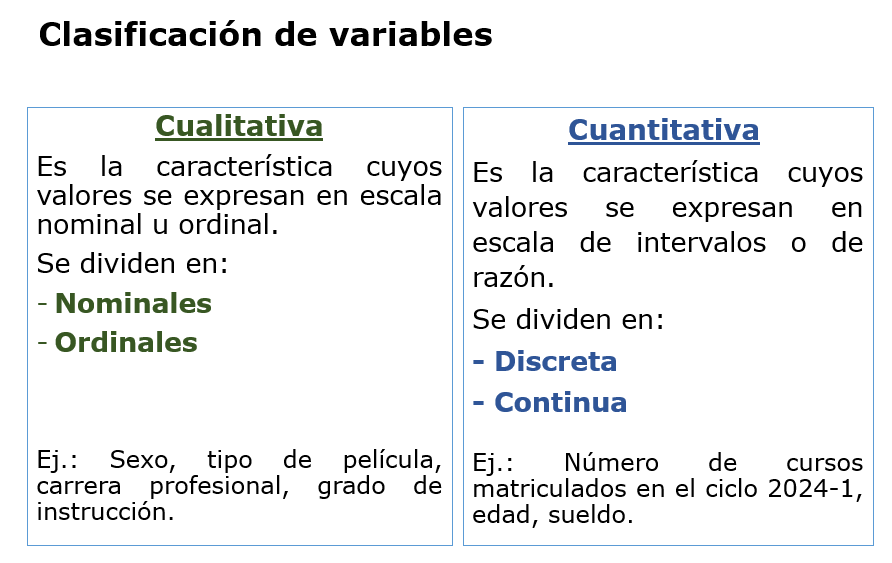 Clasificación de variables
Cualitativa
Es la característica cuyos
valores se expresan en escala
nominal u ordinal.
Se dividen en:
- Nominales
- Ordinales
Ej.: Sexo, tipo de película,
carrera profesional, grado de
instrucción.
Cuantitativa
Es la característica cuyos
valores se expresan en
escala de intervalos o de
razón.
Se dividen en:
- Discreta
- Continua
Ej.: Número de cursos
matriculados en el ciclo 2024-1,
edad, sueldo.